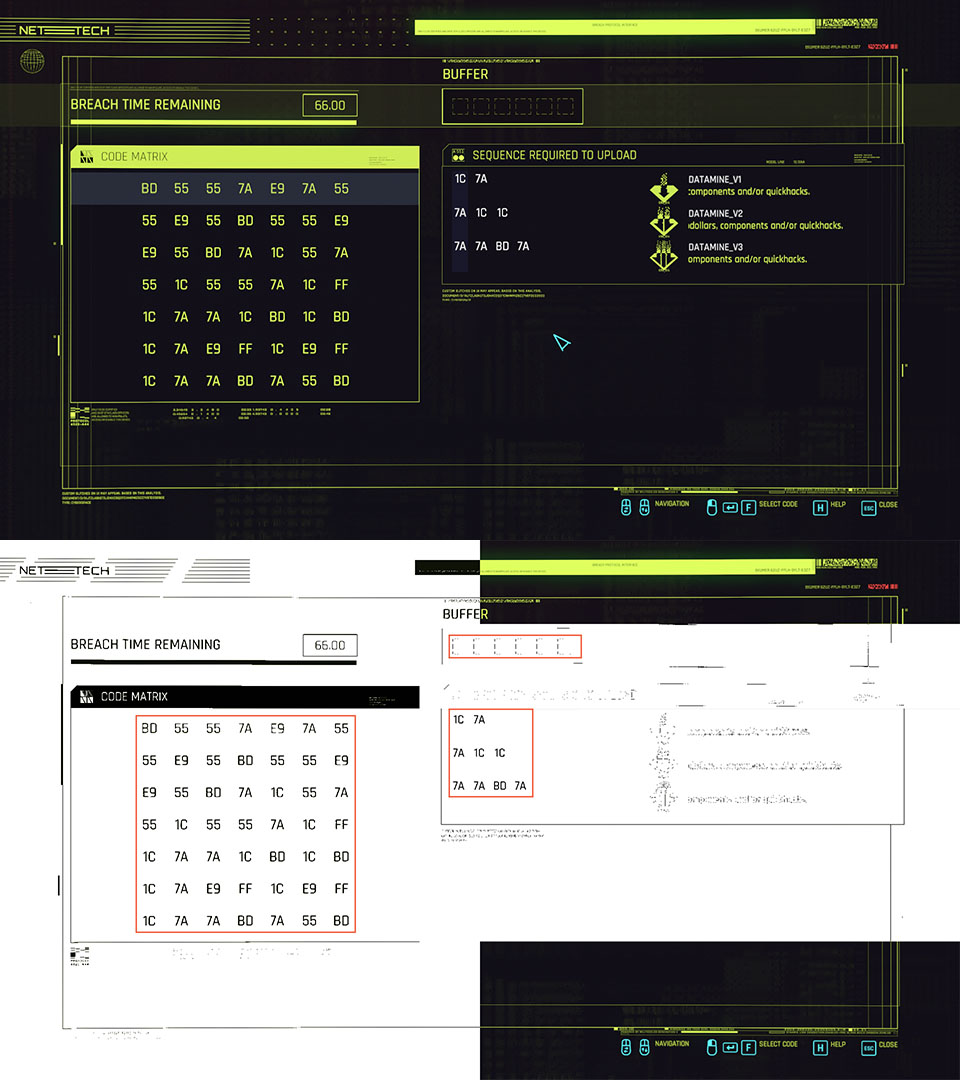 NET TECH
BREACH PROTOCOL INTERFACE
BUFFER
BREACH TIME REMAINING 66.00
CODE MATRIX
BD 55 55 7A E9 7A 55
55 E9 55 BD 55 55 E9
E9 55 BD 7A 1C 55 7A
55 1C 55 55 7A 1C FF
1C 7A 7A 1C BD 1C BD
1C 7A E9 FF 1C E9 FF
1C 7A 7A BD 7A 55 BD
SEQUENCE REQUIRED TO UPLOAD
1C 7A
DATAMINE_V1
components and/or quickhacks.
7A 1C 1C
DATAMINE_V2
dollars, components and/or quickhacks.
7A 7A BD 7A
DATAMINE_V3
omponents and/or quickhacks.
NAVIGATION
F SELECT CODE
H HELP
ESC CLOSE
NET TECH
BUFFER
BREACH TIME REMAINING 66.00
CODE MATRIX
BD 55 55 7A E9 7A 55
55 E9 55 BD 55 55 E9
E9 55 BD 7A 1C 55 7A
55 1C 55 55 7A 1C FF
1C 7A 7A 1C BD 1C BD
1C 7A E9 FF 1C E9 FF
1C 7A 7A BD 7A 55 BD
1C 7A
7A 1C 1C
7A 7A BD 7A
NAVIGATION
F SELECT CODE
H HELP
ESC CLOSE